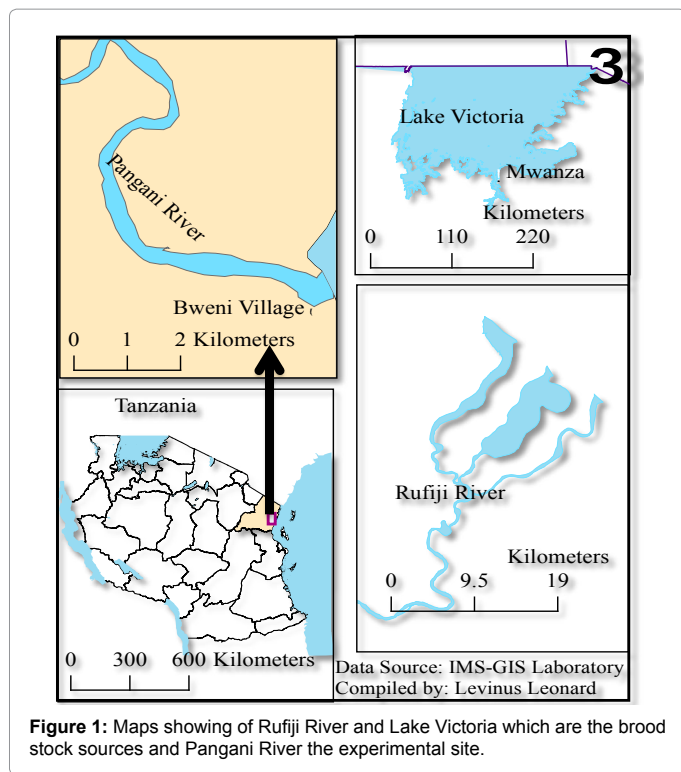 Pangani River
Bweni Village
0 1 2 Kilometers
3
Lake Victoria
Mwanza
Kilometers
0 110 220
Tanzania
0 300 600 Kilometers
Rufiji River
Kilometers
0 9.5 19
Data Source: IMS-GIS Laboratory
Compiled by: Levinus Leonard
Figure 1: Maps showing of Rufiji River and Lake Victoria which are the brood
stock sources and Pangani River the experimental site.